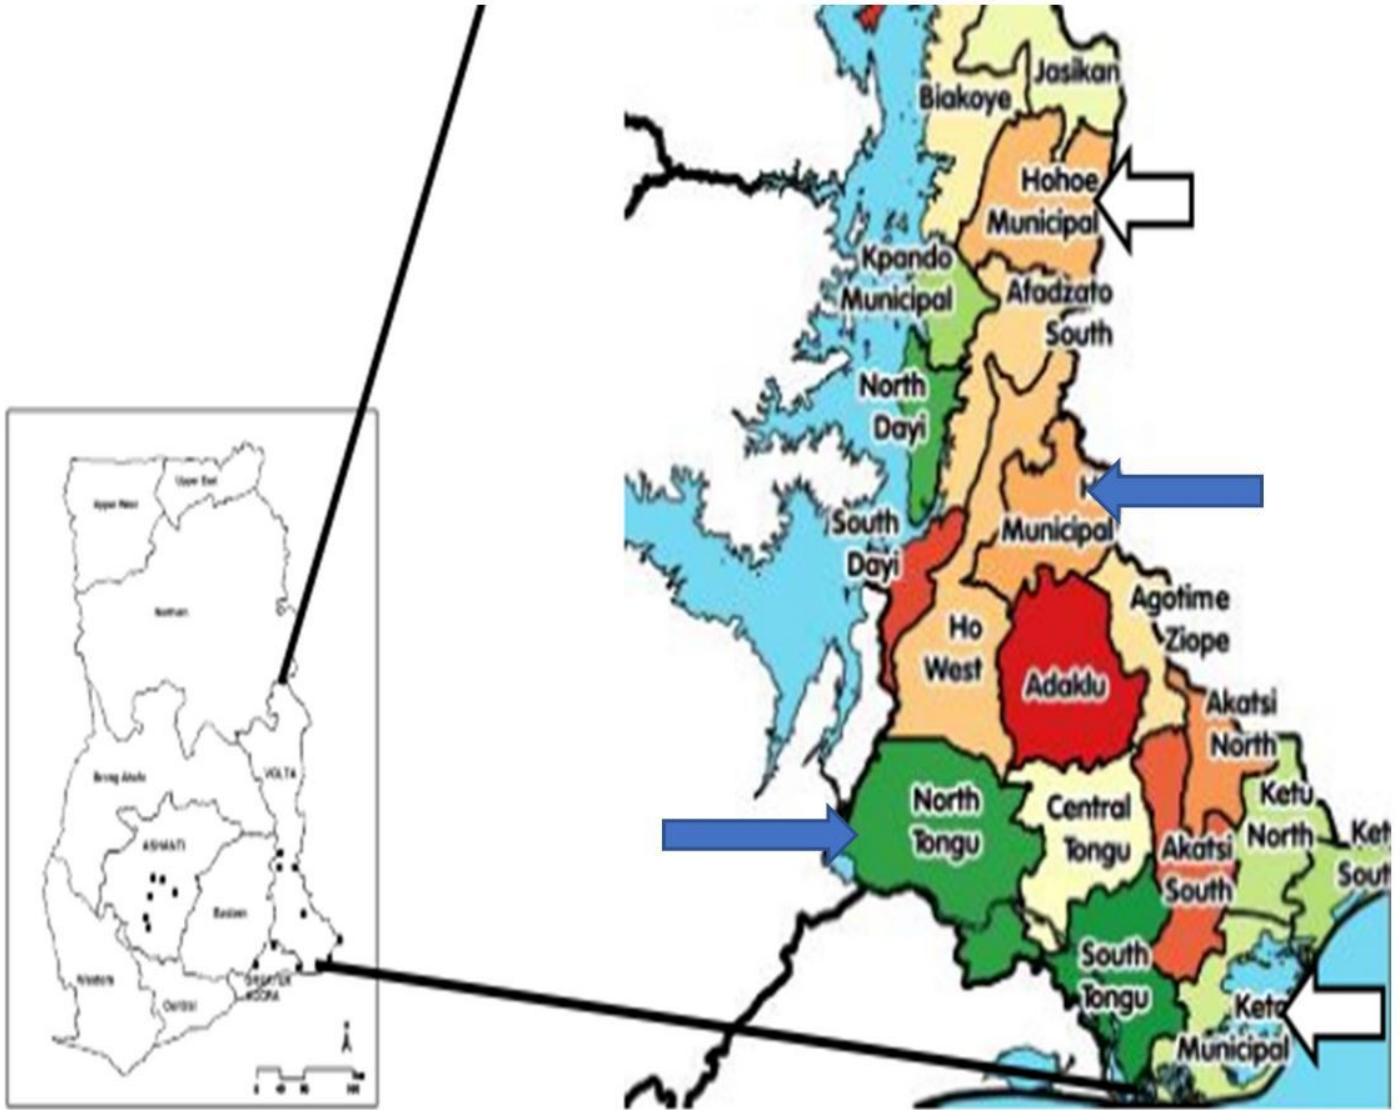 Jasikan
Biakoye
Hohoe
Municipal
Kpando
Municipal
Afadzato
South
North
Dayi
H
Municipal
South
Dayi
Agotime
Ziope
Ho
West
Adaklu
Akatsi
North
North
Tongu
Central
Tongu
Ketu
North
Akatsi
South
Ket
Sout
South
Tongu
Keta
Municipal
Upper East
Upper West
Northern
VOLTA
Brong Ahafo
ASHANTI
Eastern
Western
Central
GREATER
ACCRA